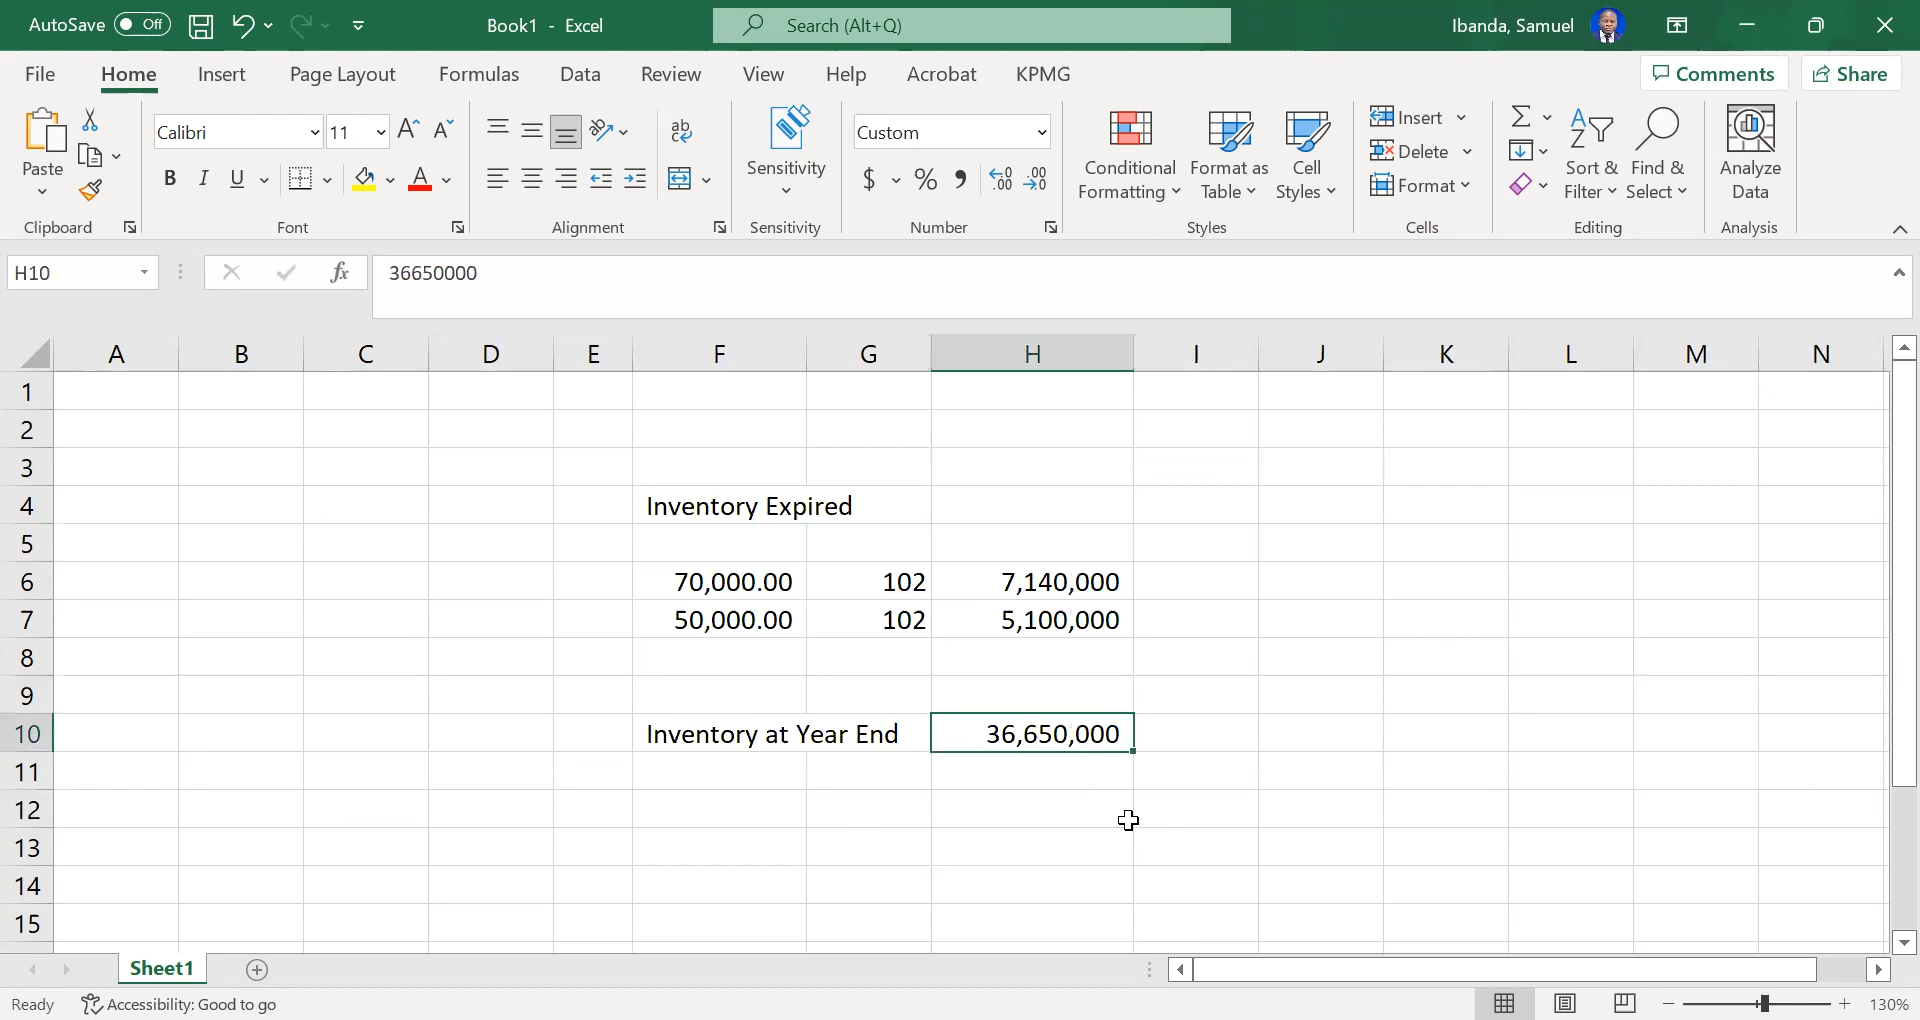 AutoSave Off Book1 - Excel Search (Alt+Q) Ibanda, Samuel
File Home Insert Page Layout Formulas Data Review View Help Acrobat KPMG Comments Share
Calibri 11 ab Custom Insert
Paste Sensitivity Conditional Format as Cell Delete Sort & Find & Analyze
B I U A $ % Formatting Table Styles Format Filter Select Data
Clipboard Font Alignment Sensitivity Number Styles Cells Editing Analysis
H10 fx 36650000
A B C D E F G H I J K L M N
1
2
3
4 Inventory Expired
5
6 70,000.00 102 7,140,000
7 50,000.00 102 5,100,000
8
9
10 Inventory at Year End 36,650,000
11
12
13
14
15
Sheet1
Ready Accessibility: Good to go 130%